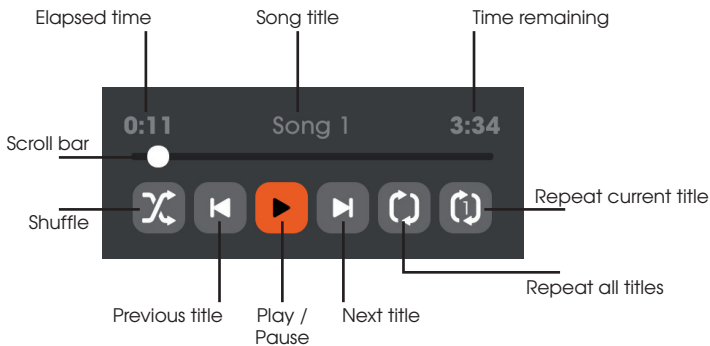 Elapsed time
Song title
Time remaining
0:11
Song 1
3:34
Scroll bar
Shuffle
1
Repeat current title
Repeat all titles
Previous title
Play /
Pause
Next title